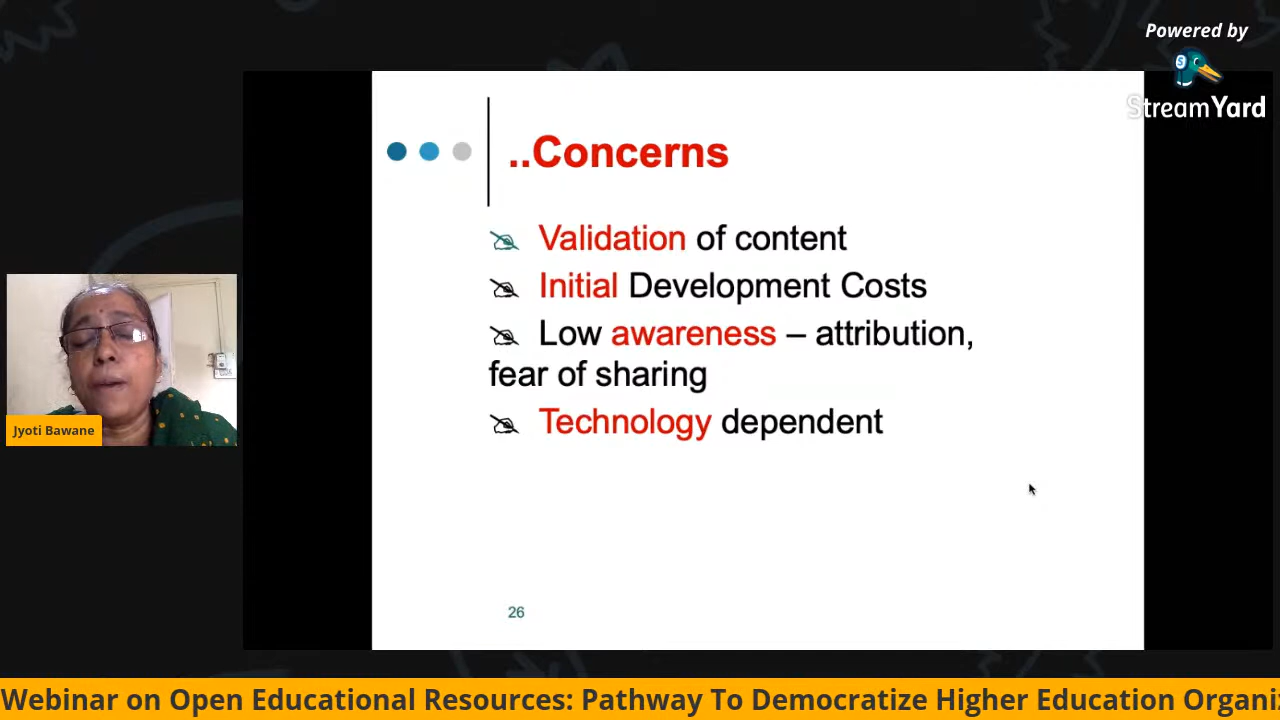 Powered by
StreamYard
..Concerns
Validation of content
Initial Development Costs
Low awareness – attribution,
fear of sharing
Technology dependent
26
Jyoti Bawane
Webinar on Open Educational Resources: Pathway To Democratize Higher Education